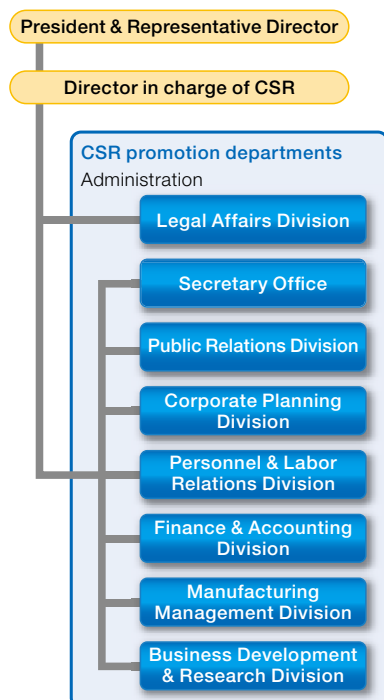 President & Representative Director
Director in charge of CSR
CSR promotion departments
Administration
Legal Affairs Division
Secretary Office
Public Relations Division
Corporate Planning
Division
Personnel & Labor
Relations Division
Finance & Accounting
Division
Manufacturing
Management Division
Business Development
& Research Division